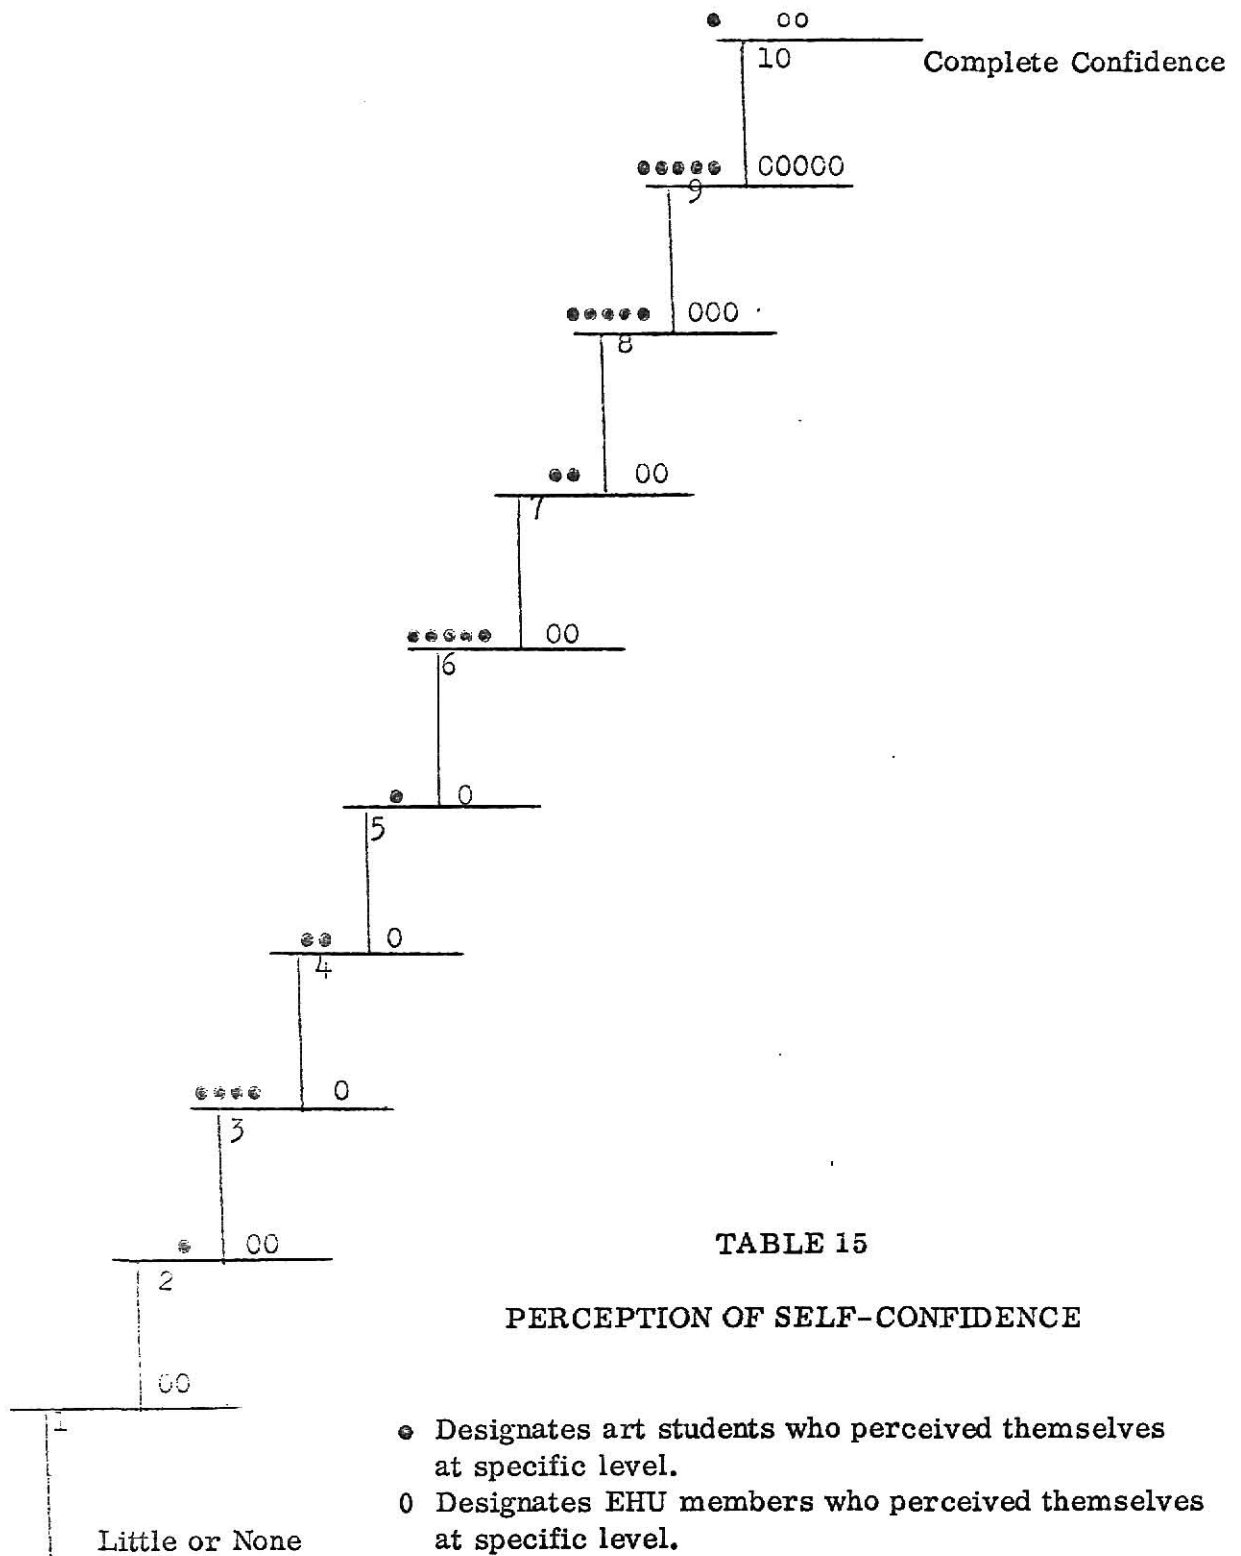 ● 00
10 Complete Confidence
●●●●● 00000
9
●●●●● 000
8
●● 00
7
●●●●● 00
6
● 0
5
●● 0
4
●●●● 0
3
● 00
2
00
1
Little or None
TABLE 15
PERCEPTION OF SELF-CONFIDENCE
● Designates art students who perceived themselves
at specific level.
0 Designates EHU members who perceived themselves
at specific level.